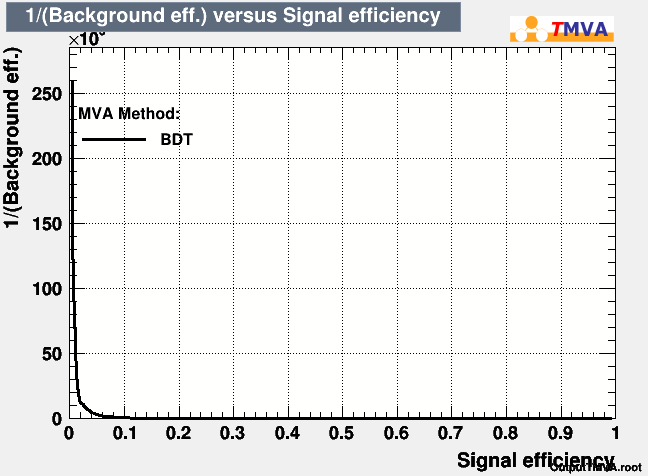 1/(Background eff.) versus Signal efficiency
TMVA
1/(Background eff.)
250
200
150
100
50
0
MVA Method:
BDT
0 0.1 0.2 0.3 0.4 0.5 0.6 0.7 0.8 0.9 1
Signal efficiency
OutputTMVA.root